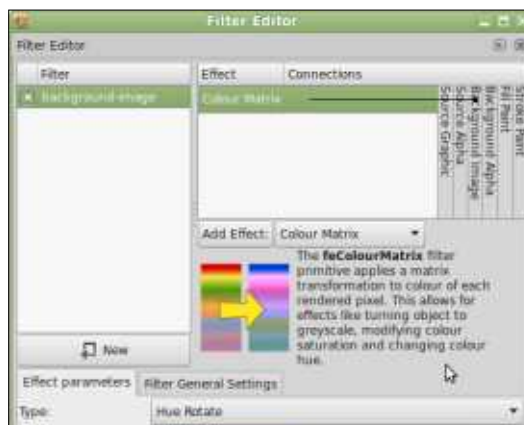 Filter Editor
Filter Editor
Filter
Effect
Connections
background-image
Colour Matrix
Source Graphic
Source Alpha
Background Image
Background Alpha
Fill Paint
Stroke Paint
Add Effect:
Colour Matrix
The feColourMatrix filter
primitive applies a matrix
transformation to colour of each
rendered pixel. This allows for
effects like turning object to
greyscale, modifying colour
saturation and changing colour
hue.
New
Effect parameters
Filter General Settings
Type:
Hue Rotate